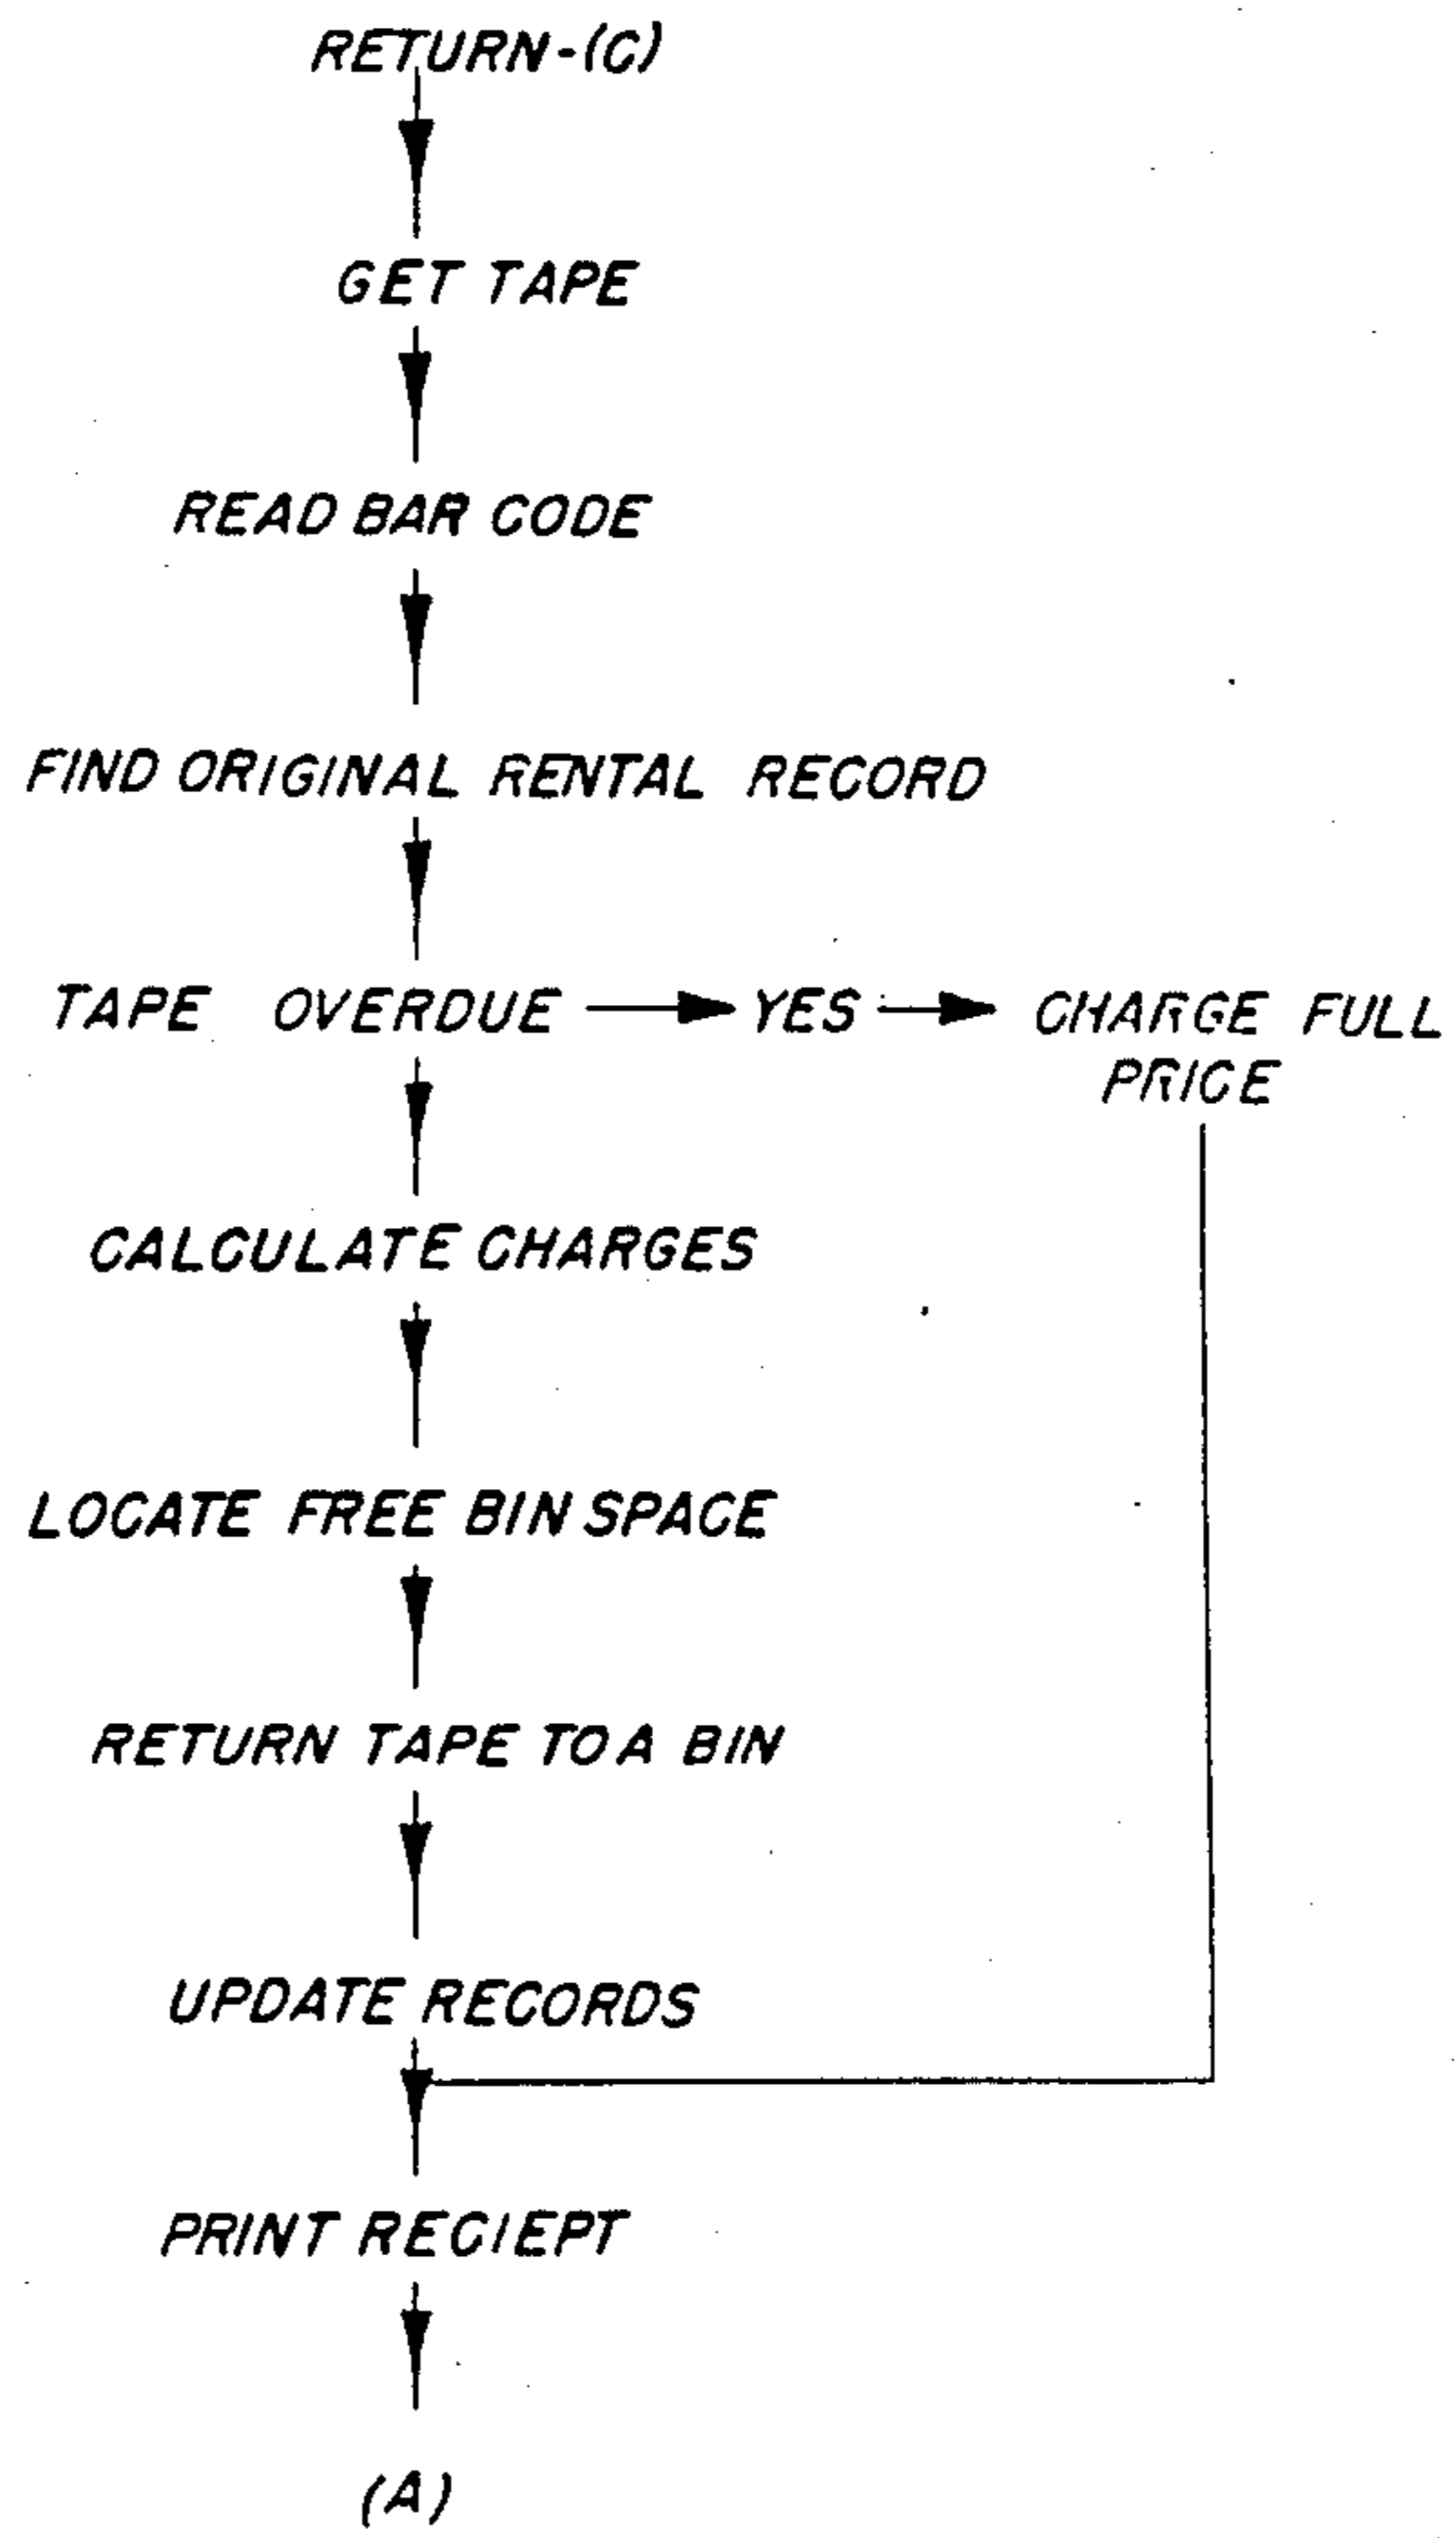 RETURN-(C)
GET TAPE
READ BAR CODE
FIND ORIGINAL RENTAL RECORD
TAPE OVERDUE YES CHARGE FULL
PRICE
CALCULATE CHARGES
LOCATE FREE BIN SPACE
RETURN TAPE TO A BIN
UPDATE RECORDS
PRINT RECIEPT
(A)